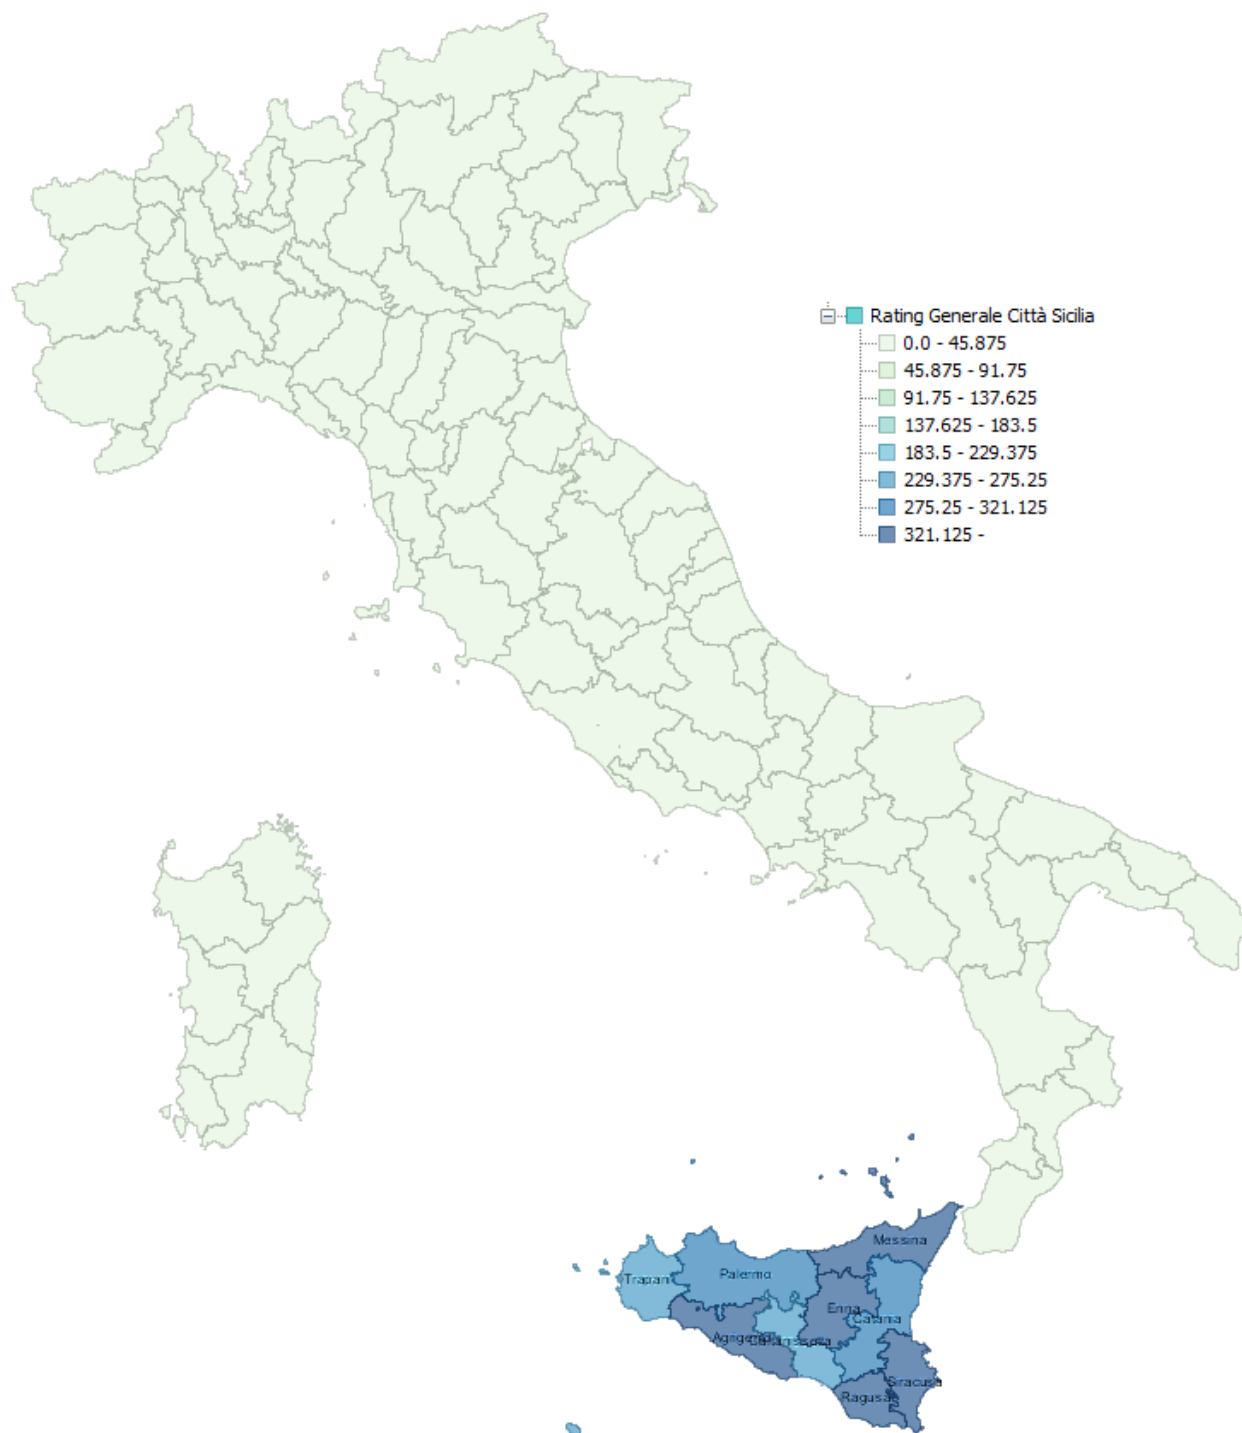 Rating Generale Città Sicilia
0.0 - 45.875
45.875 - 91.75
91.75 - 137.625
137.625 - 183.5
183.5 - 229.375
229.375 - 275.25
275.25 - 321.125
321.125 -
Messina
Palermo
Trapani
Enna
Catania
Agrigento
Caltanissetta
Siracusa
Ragusa